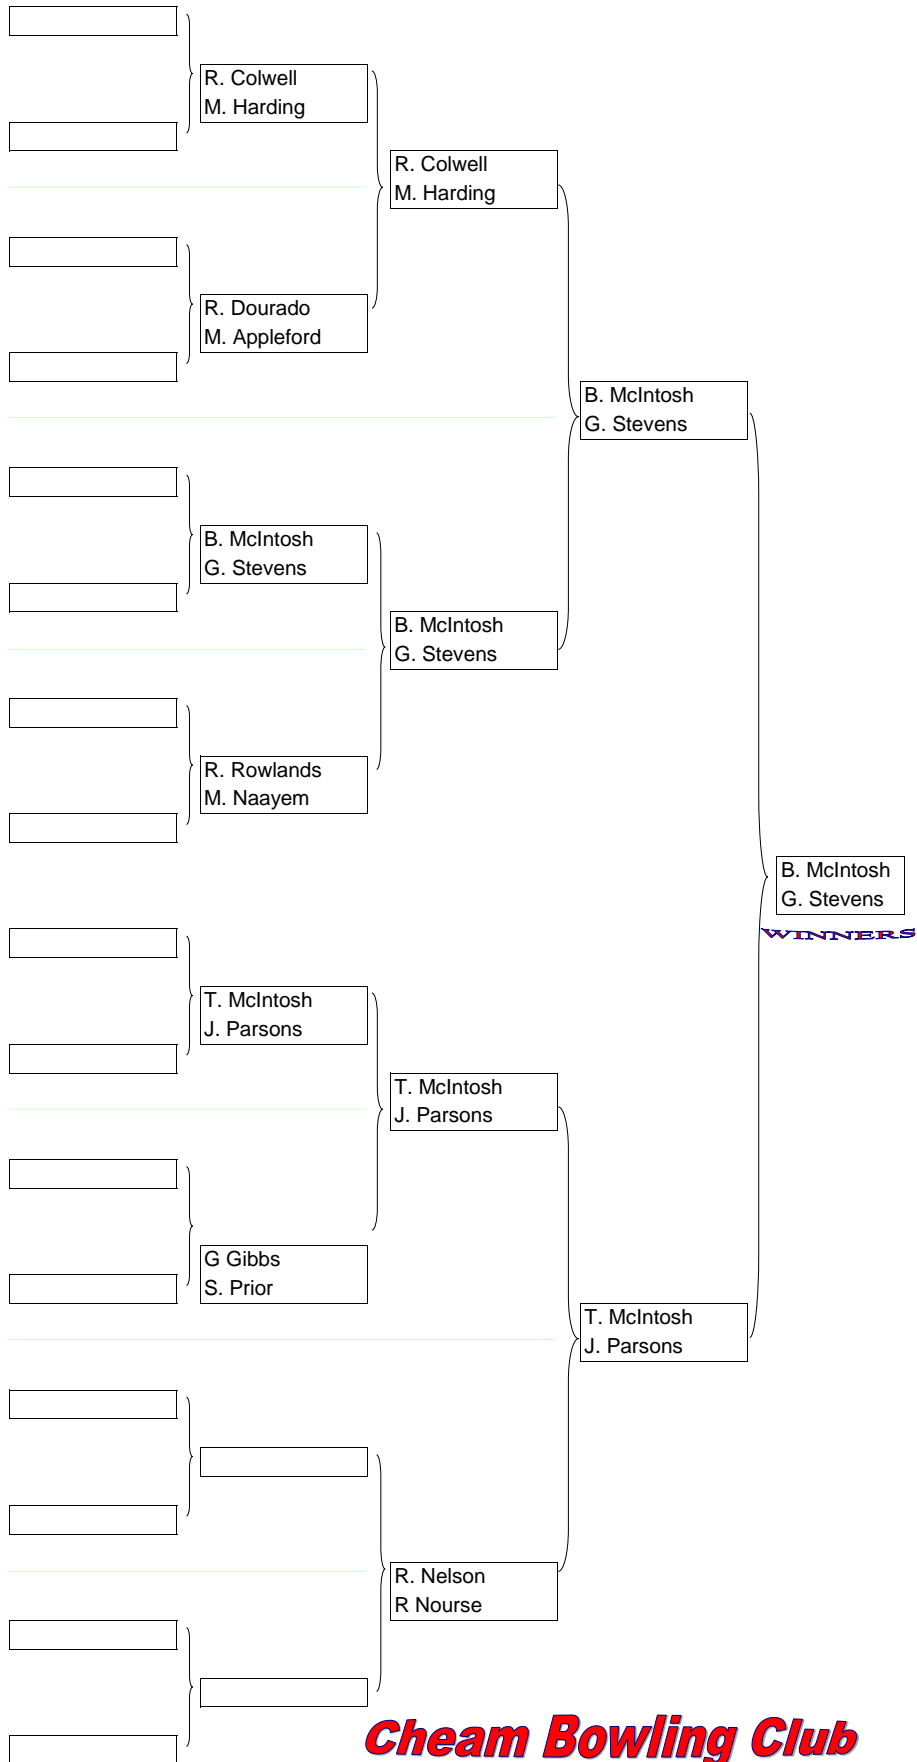 R. Colwell
M. Harding
R. Colwell
M. Harding
R. Dourado
M. Appleford
B. McIntosh
G. Stevens
B. McIntosh
G. Stevens
B. McIntosh
G. Stevens
R. Rowlands
M. Naayem
B. McIntosh
G. Stevens
WINNERS
T. McIntosh
J. Parsons
T. McIntosh
J. Parsons
G Gibbs
S. Prior
T. McIntosh
J. Parsons
R. Nelson
R Nourse
Cheam Bowling Club